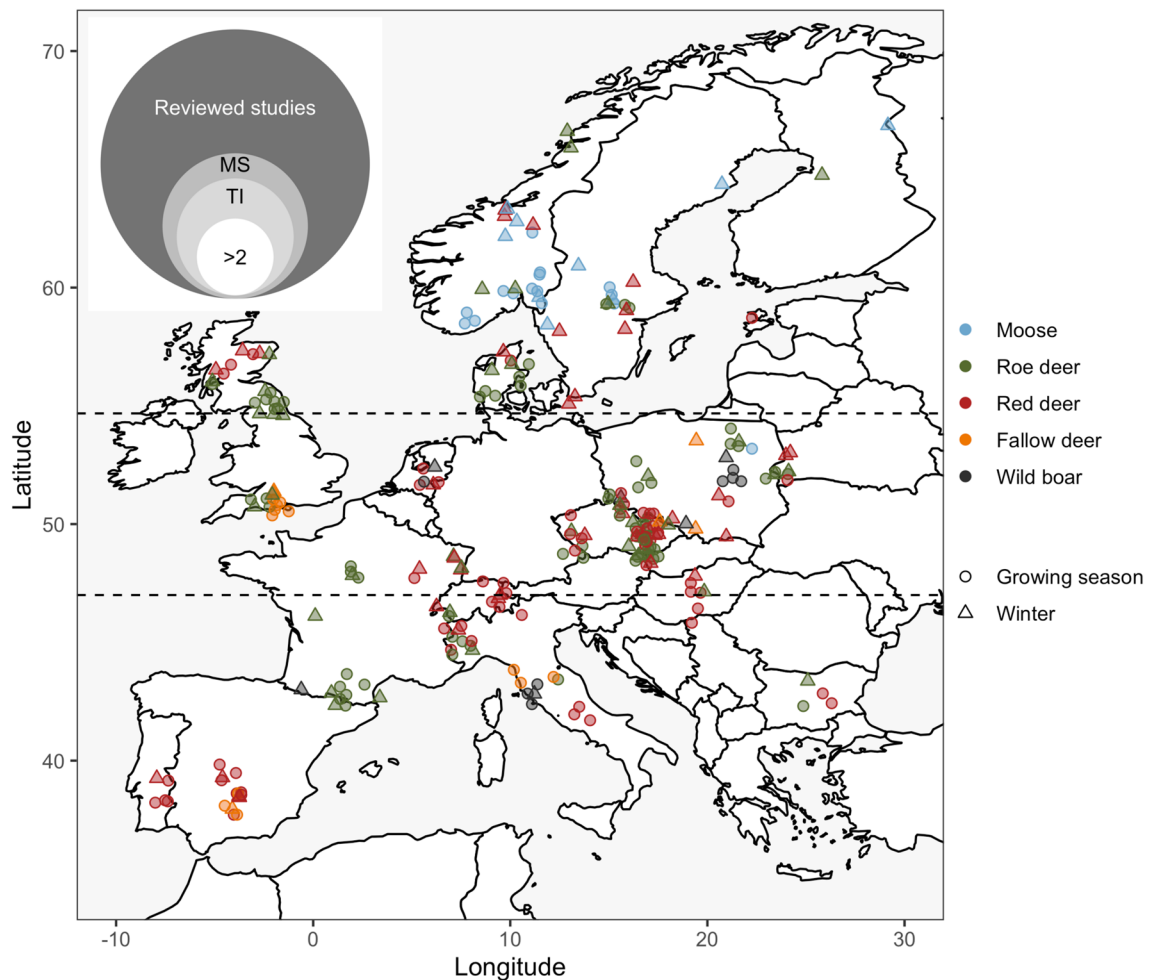 Reviewed studies
MS
TI
>2
70
60
50
40
Latitude
-10
0
10
20
30
Longitude
Moose
Roe deer
Red deer
Fallow deer
Wild boar
Growing season
Winter